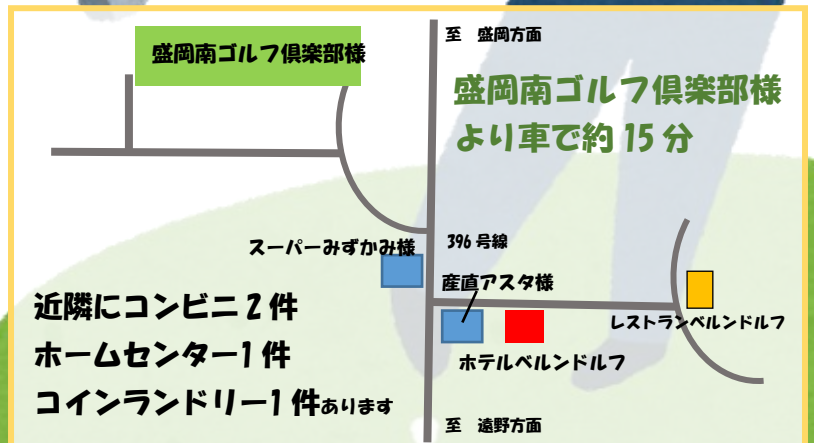 盛岡南ゴルフ倶楽部様
至 盛岡方面
盛岡南ゴルフ倶楽部様
より車で約15分
スーパーみずかみ様
396号線
産直アスタ様
レストランベルンドルフ
ホテルベルンドルフ
近隣にコンビニ2件
ホームセンター1件
コインランドリー1件あります
至 遠野方面